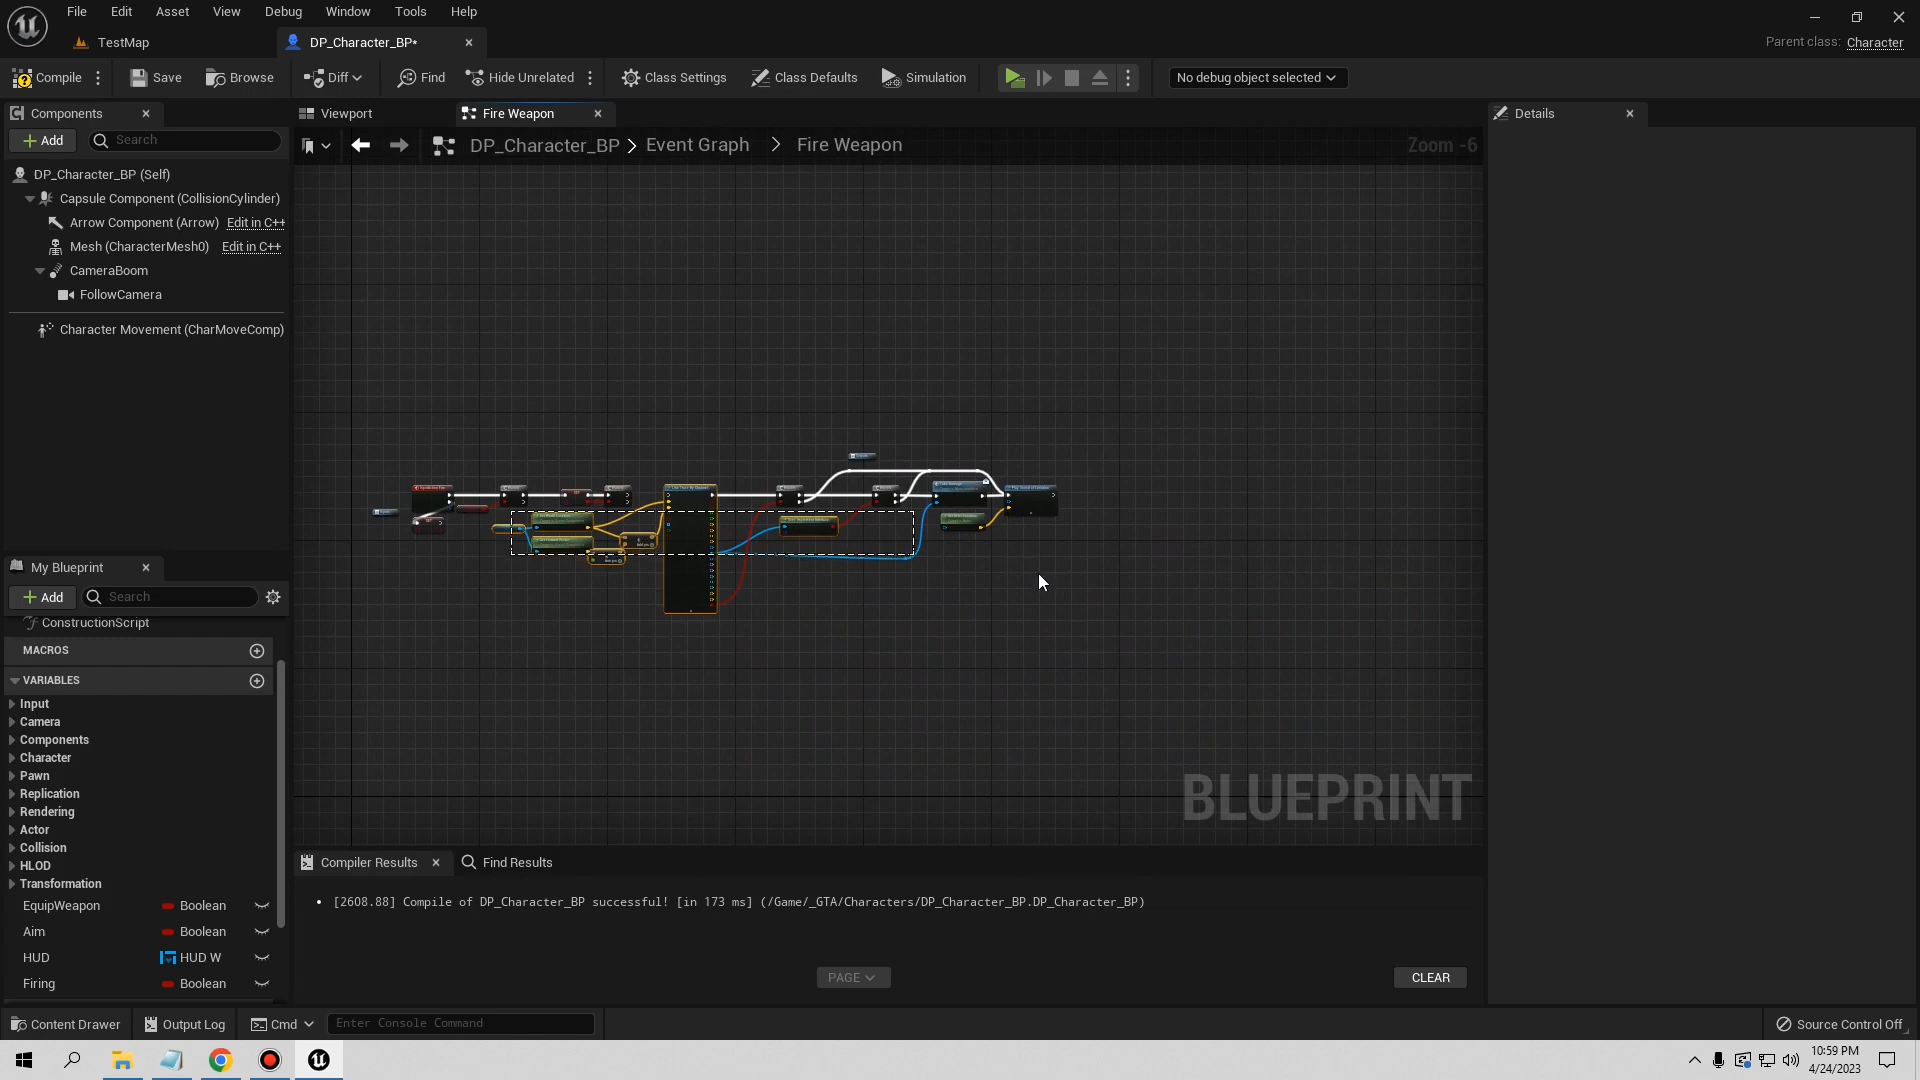 File Edit Asset View Debug Window Tools Help
TestMap
DP_Character_BP*
Parent class: Character
Compile Save Browse Diff Find Hide Unrelated Class Settings Class Defaults Simulation No debug object selected
Components
Viewport
Fire Weapon
Details
Add Search
DP_Character_BP > Event Graph > Fire Weapon
Zoom -6
DP_Character_BP (Self)
Capsule Component (CollisionCylinder)
Arrow Component (Arrow) Edit in C++
Mesh (CharacterMesh0) Edit in C++
CameraBoom
FollowCamera
Character Movement (CharMoveComp)
My Blueprint
Add Search
ConstructionScript
MACROS
VARIABLES
Input
Camera
Components
Character
Pawn
Replication
Rendering
Actor
Collision
HLOD
Transformation
EquipWeapon Boolean
Aim Boolean
HUD HUD W
Firing Boolean
BLUEPRINT
Compiler Results
Find Results
[2608.88] Compile of DP_Character_BP successful! [in 173 ms] (/Game/_GTA/Characters/DP_Character_BP.DP_Character_BP)
PAGE
CLEAR
Content Drawer Output Log Cmd Enter Console Command Source Control Off
10:59 PM
4/24/2023